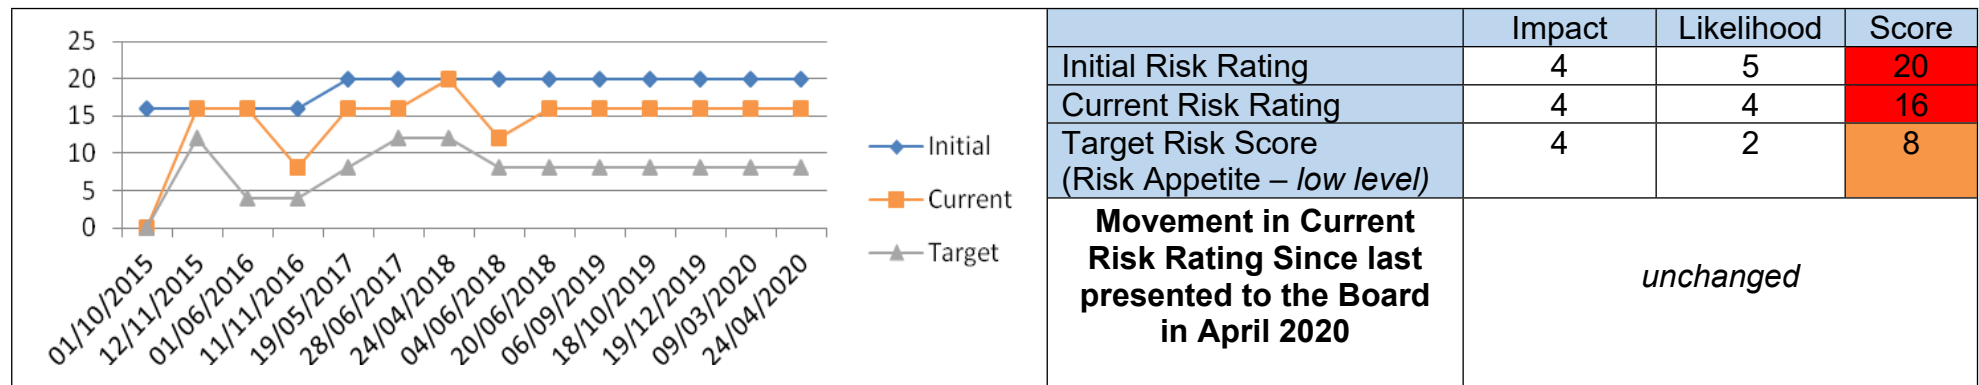 25
20
15
10
5
0
01/10/2015
12/11/2015
01/06/2016
11/11/2016
19/05/2017
28/06/2017
24/04/2018
04/06/2018
20/06/2018
06/09/2019
18/10/2019
19/12/2019
09/03/2020
24/04/2020
Initial
Current
Target
Impact Likelihood Score
Initial Risk Rating 4 5 20
Current Risk Rating 4 4 16
Target Risk Score 4 2 8
(Risk Appetite – low level)
Movement in Current
Risk Rating Since last
presented to the Board
in April 2020
unchanged